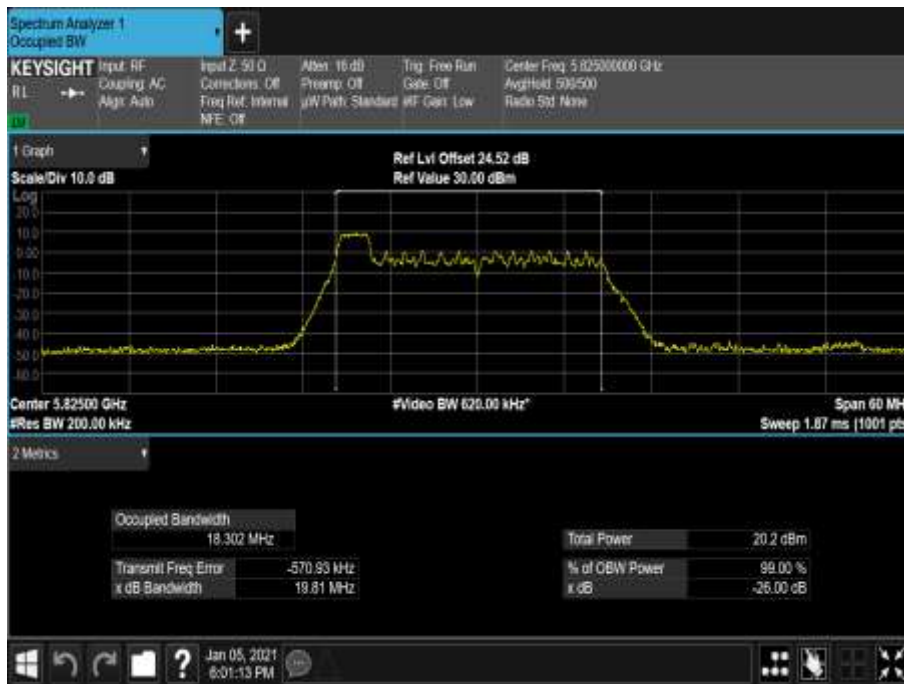 Spectrum Analyzer 1
Occupied BW
+
KEYSIGHT
Input: RF
Coupling: AC
Align: Auto
Input Z: 50 Ω
Corrections: Off
Freq Ref: Internal
NFE: Off
Atten: 16 dB
Preamp: Off
µW Path: Standard
Trig: Free Run
Gate: Off
#IF Gain: Low
Center Freq: 5.825000000 GHz
Avg|Hold: 500/500
Radio Std: None
1 Graph
Scale/Div 10.0 dB
Ref Lvl Offset 24.52 dB
Ref Value 30.00 dBm
Log
20.0
10.0
0.00
-10.0
-20.0
-30.0
-40.0
-50.0
-60.0
Center 5.82500 GHz
#Video BW 620.00 kHz*
Span 60 MH
#Res BW 200.00 kHz
Sweep 1.87 ms (1001 pts
2 Metrics
Occupied Bandwidth
18.302 MHz
Total Power 20.2 dBm
Transmit Freq Error -570.93 kHz
% of OBW Power 99.00 %
x dB Bandwidth 19.81 MHz
x dB -26.00 dB
?
Jan 05, 2021
6:01:13 PM